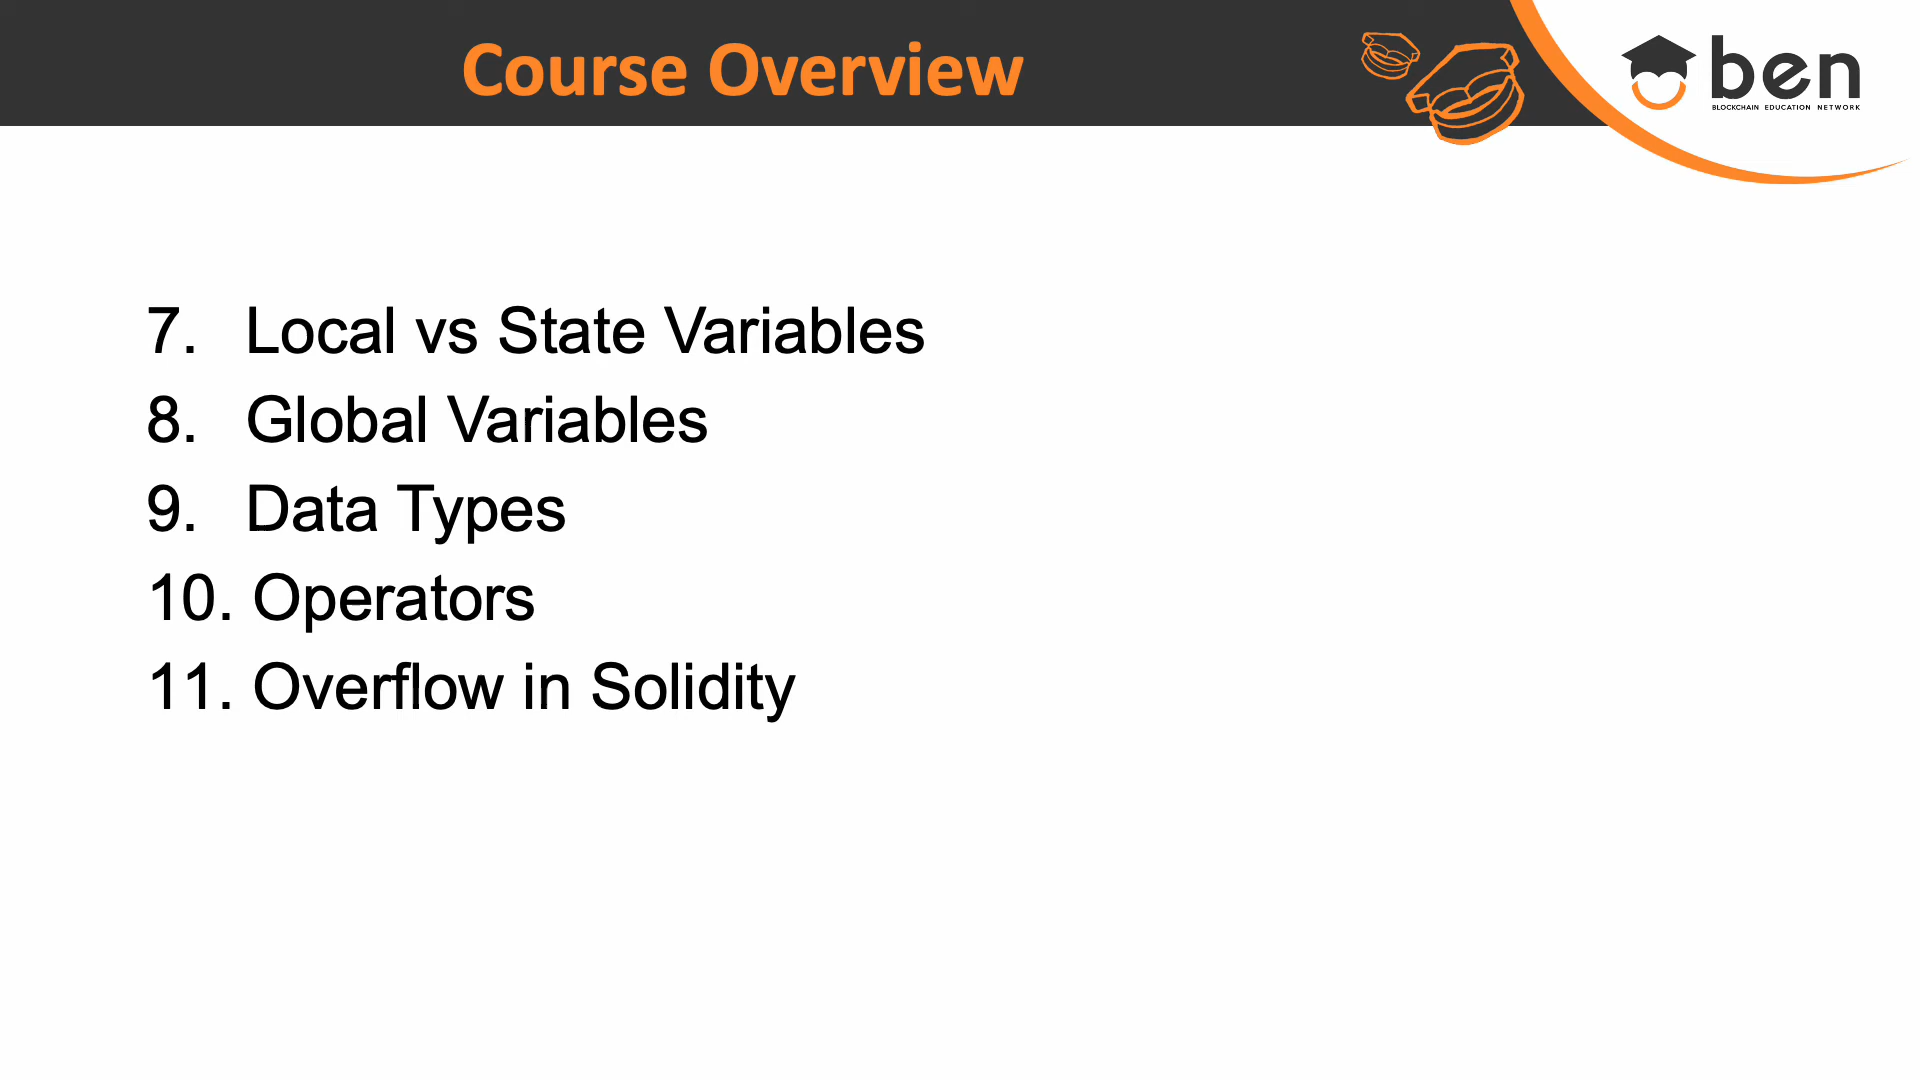 Course Overview
ben
BLOCKCHAIN EDUCATION NETWORK
7. Local vs State Variables
8. Global Variables
9. Data Types
10. Operators
11. Overflow in Solidity